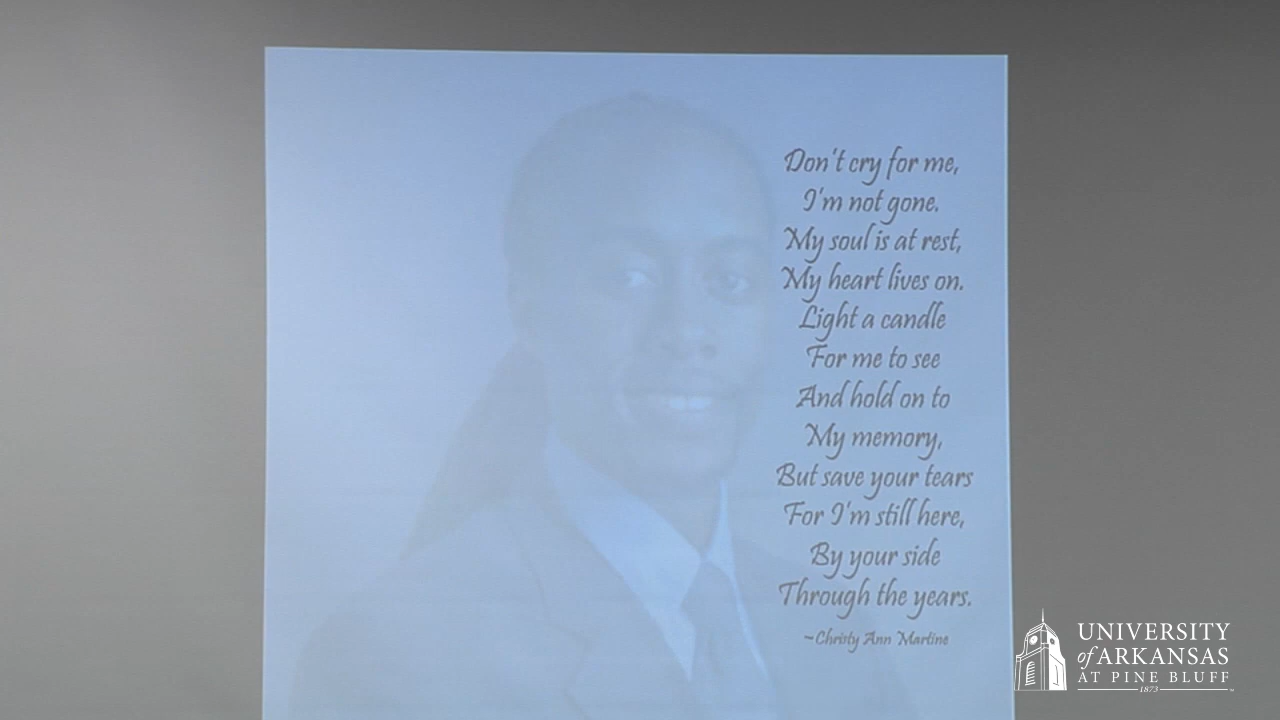 Don't cry for me,
I'm not gone.
My soul is at rest,
My heart lives on.
Light a candle
For me to see
And hold on to
My memory,
But save your tears
For I'm still here,
By your side
Through the years.
~Christy Ann Martine
UNIVERSITY
of ARKANSAS
AT PINE BLUFF
1873